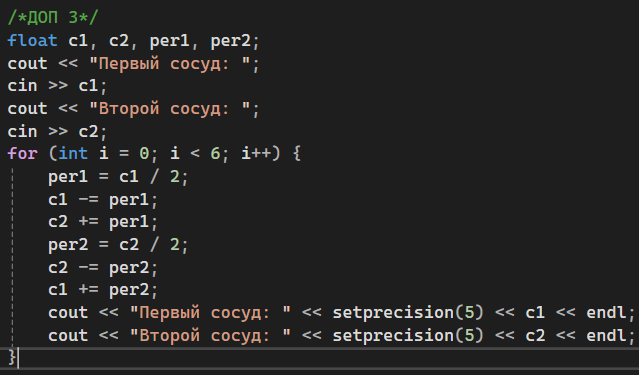 /*ДОП 3*/
float c1, c2, per1, per2;
cout << "Первый сосуд: ";
cin >> c1;
cout << "Второй сосуд: ";
cin >> c2;
for (int i = 0; i < 6; i++) {
    per1 = c1 / 2;
    c1 -= per1;
    c2 += per1;
    per2 = c2 / 2;
    c2 -= per2;
    c1 += per2;
    cout << "Первый сосуд: " << setprecision(5) << c1 << endl;
    cout << "Второй сосуд: " << setprecision(5) << c2 << endl;
}